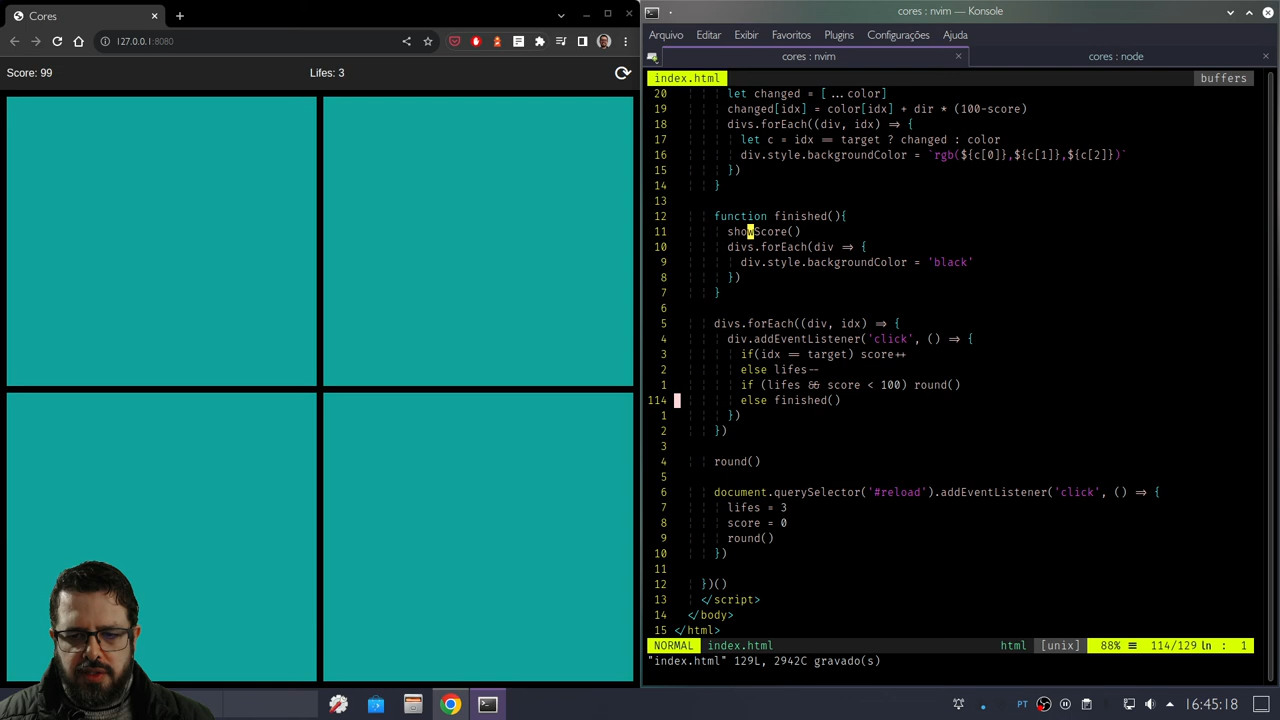 Cores
127.0.0.1:8080
Score: 99
Lifes: 3
cores : nvim — Konsole
Arquivo Editar Exibir Favoritos Plugins Configurações Ajuda
cores : nvim
cores : node
index.html
buffers
20 let changed = [ ...color]
19 changed[idx] = color[idx] + dir * (100-score)
18 divs.forEach((div, idx) ⇒ {
17 let c = idx == target ? changed : color
16 div.style.backgroundColor = `rgb(${c[0]},${c[1]},${c[2]})`
15 })
14 }
13
12 function finished(){
11 showScore()
10 divs.forEach(div ⇒ {
9 div.style.backgroundColor = 'black'
8 })
7 }
6
5 divs.forEach((div, idx) ⇒ {
4 div.addEventListener('click', () ⇒ {
3 if(idx == target) score++
2 else lifes--
1 if (lifes && score < 100) round()
114 else finished()
1 })
2 })
3
4 round()
5
6 document.querySelector('#reload').addEventListener('click', () ⇒ {
7 lifes = 3
8 score = 0
9 round()
10 })
11
12 })()
13 </script>
14 </body>
15 </html>
NORMAL index.html html [unix] 88% ≡ 114/129 ln : 1
"index.html" 129L, 2942C gravado(s)
PT
16:45:18